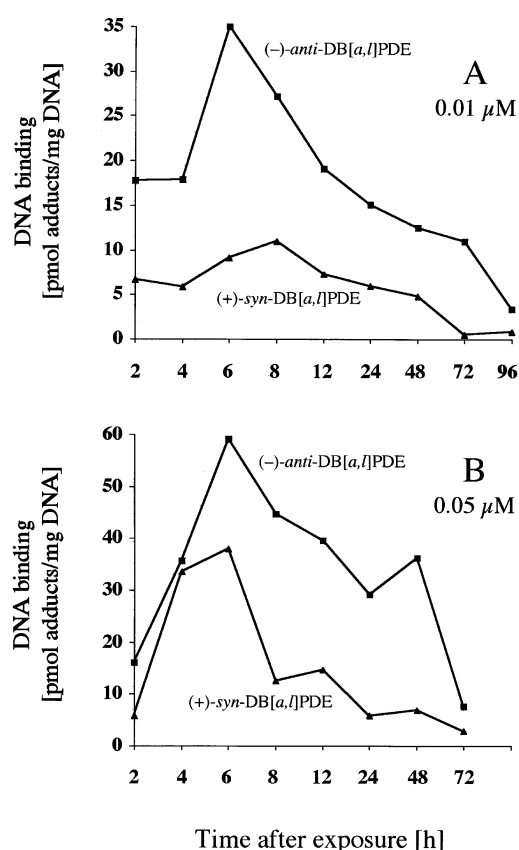 35
30
25
20
15
10
5
0
DNA binding
[pmol adducts/mg DNA]
(–)-anti-DB[a,l]PDE
A
0.01 µM
(+)-syn-DB[a,l]PDE
2 4 6 8 12 24 48 72 96
60
50
40
30
20
10
0
DNA binding
[pmol adducts/mg DNA]
(–)-anti-DB[a,l]PDE
B
0.05 µM
(+)-syn-DB[a,l]PDE
2 4 6 8 12 24 48 72
Time after exposure [h]